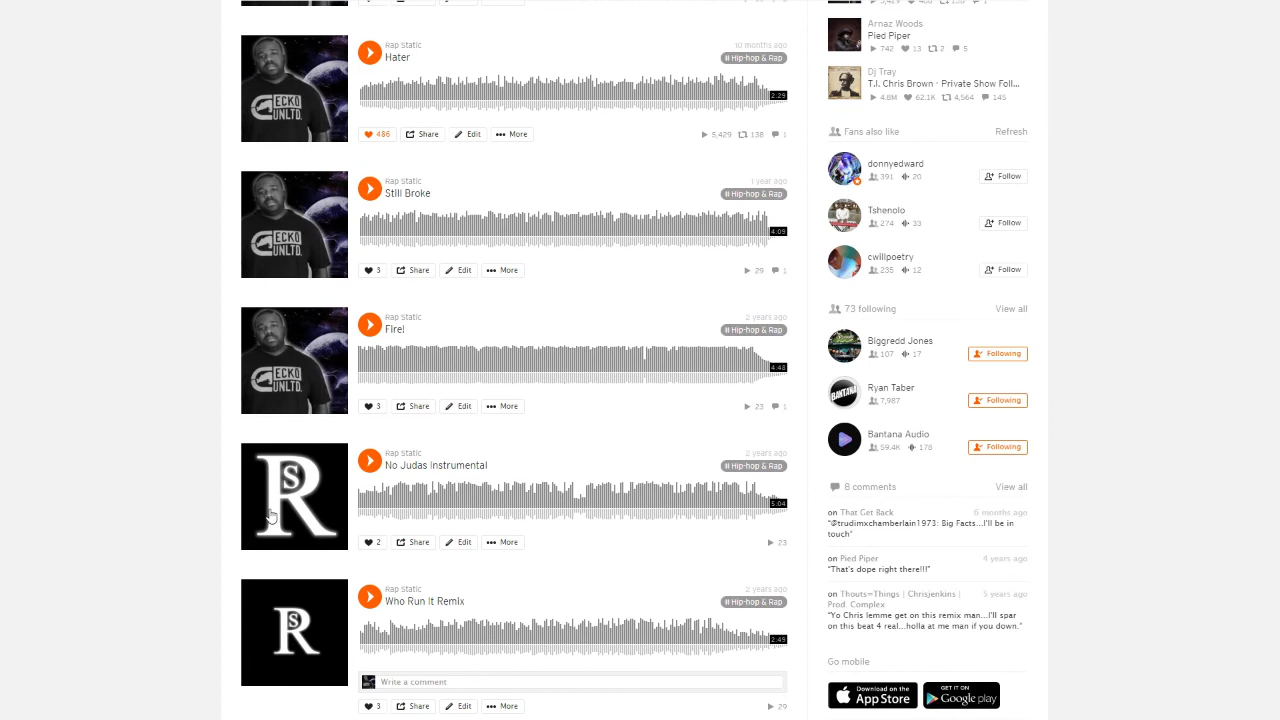 Rap Static
10 months ago
Hater
# Hip-hop & Rap
ECKO
UNLTD.
2:29
486
Share
Edit
More
5,429
138
1
Rap Static
1 year ago
Still Broke
# Hip-hop & Rap
ECKO
UNLTD.
4:09
3
Share
Edit
More
29
1
Rap Static
2 years ago
Fire!
# Hip-hop & Rap
ECKO
UNLTD.
4:48
3
Share
Edit
More
23
1
RS
Rap Static
2 years ago
No Judas Instrumental
# Hip-hop & Rap
5:04
2
Share
Edit
More
23
RS
Rap Static
2 years ago
Who Run It Remix
# Hip-hop & Rap
2:49
Write a comment
3
Share
Edit
More
29
Arnaz Woods
Pied Piper
742 13 2 5
Dj Tray
T.I. Chris Brown - Private Show Foll...
4.8M 62.1K 4,564 145
Fans also like
Refresh
donnyedward
391 20
Follow
Tshenolo
274 33
Follow
cwillpoetry
235 12
Follow
73 following
View all
Biggredd Jones
107 17
Following
BANTANA
Ryan Taber
7,987
Following
Bantana Audio
59.4K 178
Following
8 comments
View all
on That Get Back
6 months ago
"@trudimxchamberlain1973: Big Facts...I'll be in
touch"
on Pied Piper
4 years ago
"That's dope right there!!!"
on Thouts=Things | Chrisjenkins |
Prod. Complex
5 years ago
"Yo Chris lemme get on this remix man...I'll spar
on this beat 4 real...holla at me man if you down."
Go mobile
Download on the
App Store
GET IT ON
Google play